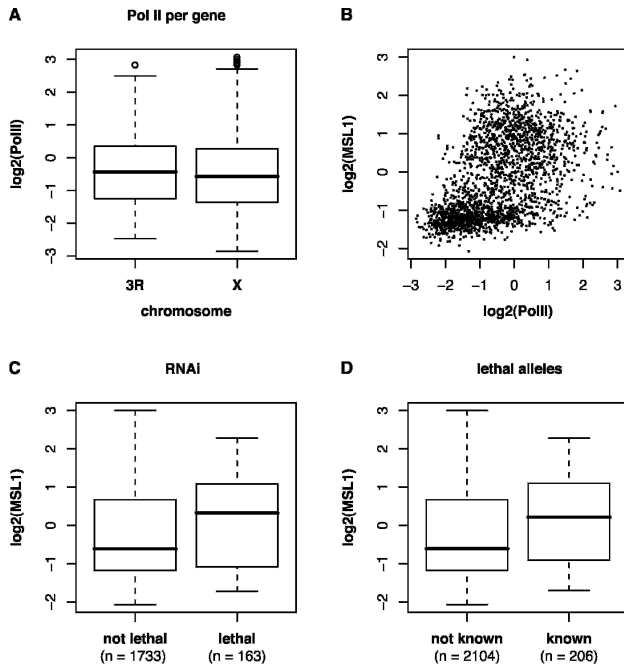 A
Pol II per gene
log2(PolII)
3
2
1
0
−1
−2
−3
3R
X
chromosome
B
log2(MSL1)
3
2
1
0
−1
−2
−3
−2
−1
0
1
2
3
log2(PolII)
C
RNAi
log2(MSL1)
3
2
1
0
−1
−2
not lethal
lethal
(n = 1733)
(n = 163)
D
lethal alleles
log2(MSL1)
3
2
1
0
−1
−2
not known
known
(n = 2104)
(n = 206)